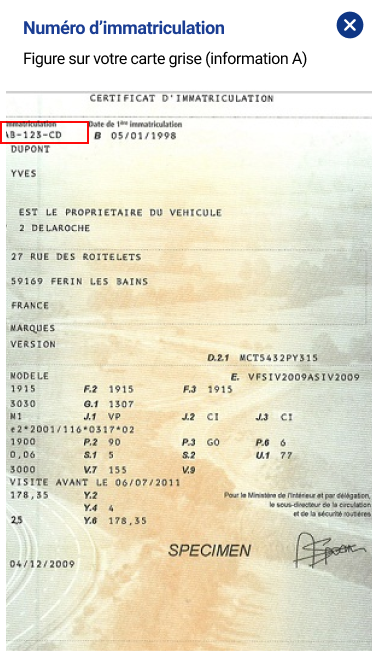 Numéro d'immatriculation
Figure sur votre carte grise (information A)
CERTIFICAT D'IMMATRICULATION
immatriculation Date de 1ère immatriculation
AB-123-CD B 05/01/1998
DUPONT
YVES
EST LE PROPRIETAIRE DU VEHICULE
2 DELAROCHE
27 RUE DES ROITELETS
59169 FERIN LES BAINS
FRANCE
MARQUES
VERSION
D.2.1 MCT5432PY315
MODELE E. VFSIV2009ASIV2009
1915 F.2 1915 F.3 1915
3030 G.1 1307
M1 J.1 VP J.2 CI J.3 CI
e2*2001/116*0317*02
1900 P.2 90 P.3 GO P.6 6
0,06 S.1 5 S.2 U.1 77
3000 V.7 155 V.9
VISITE AVANT LE 06/07/2011
178,35 Y.2
Pour le Ministère de l'Intérieur et par délégation,
le sous-directeur de la circulation
et de la sécurité routières
Y.4 4
2,5 Y.6 178,35
SPECIMEN
04/12/2009